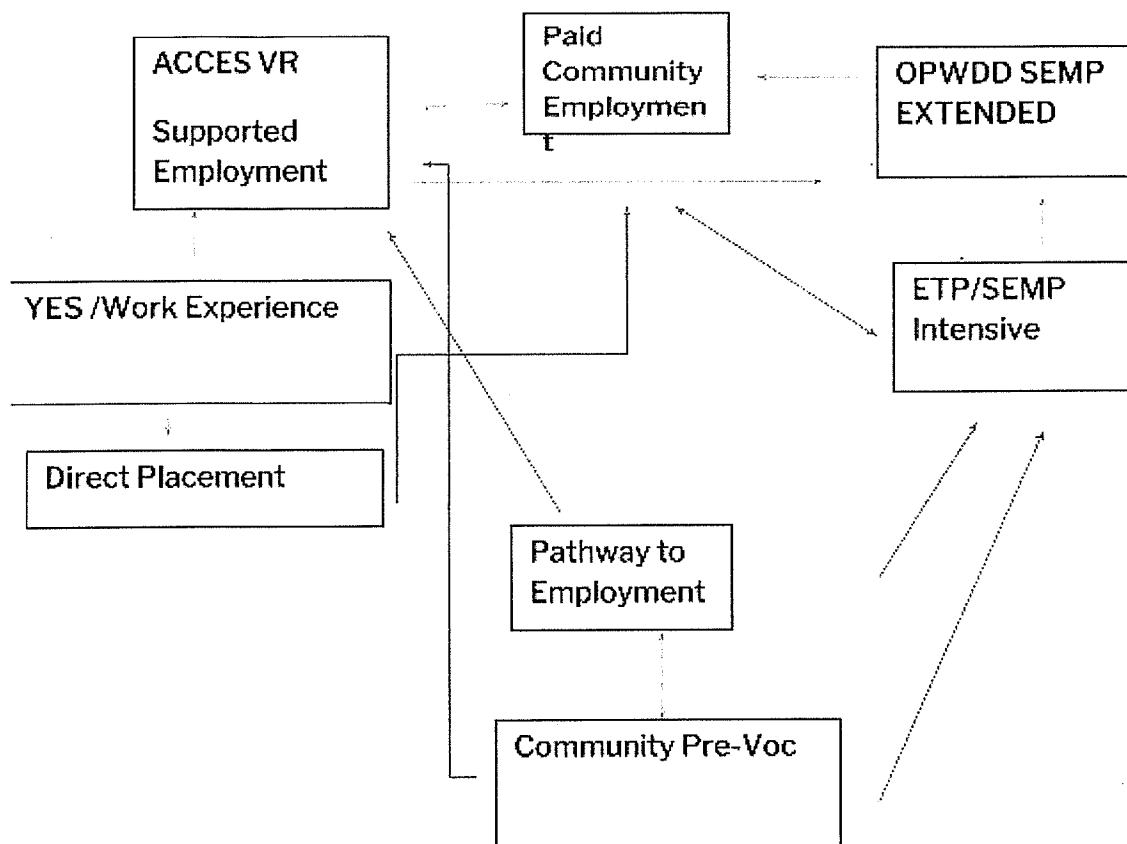 ACCES VR
Supported
Employment
Paid
Community
Employmen
t
OPWDD SEMP
EXTENDED
YES /Work Experience
ETP/SEMP
Intensive
Direct Placement
Pathway to
Employment
Community Pre-Voc